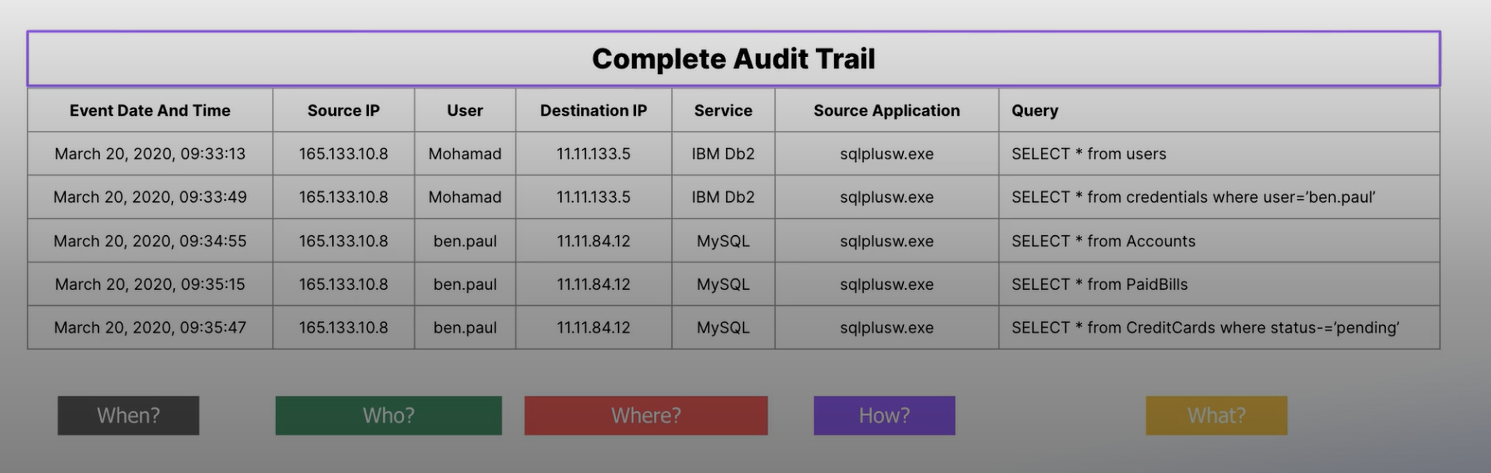 Complete Audit Trail
Event Date And Time Source IP User Destination IP Service Source Application Query
March 20, 2020, 09:33:13 165.133.10.8 Mohamad 11.11.133.5 IBM Db2 sqlplusw.exe SELECT * from users
March 20, 2020, 09:33:49 165.133.10.8 Mohamad 11.11.133.5 IBM Db2 sqlplusw.exe SELECT * from credentials where user=’ben.paul’
March 20, 2020, 09:34:55 165.133.10.8 ben.paul 11.11.84.12 MySQL sqlplusw.exe SELECT * from Accounts
March 20, 2020, 09:35:15 165.133.10.8 ben.paul 11.11.84.12 MySQL sqlplusw.exe SELECT * from PaidBills
March 20, 2020, 09:35:47 165.133.10.8 ben.paul 11.11.84.12 MySQL sqlplusw.exe SELECT * from CreditCards where status-=’pending’
When? Who? Where? How? What?